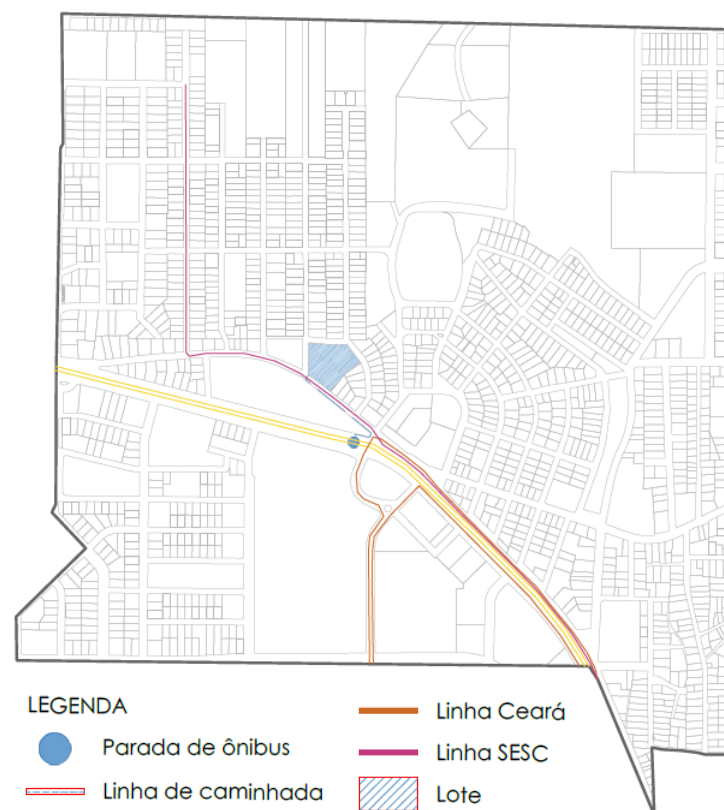 LEGENDA
Parada de ônibus
Linha de caminhada
Linha Ceará
Linha SESC
Lote